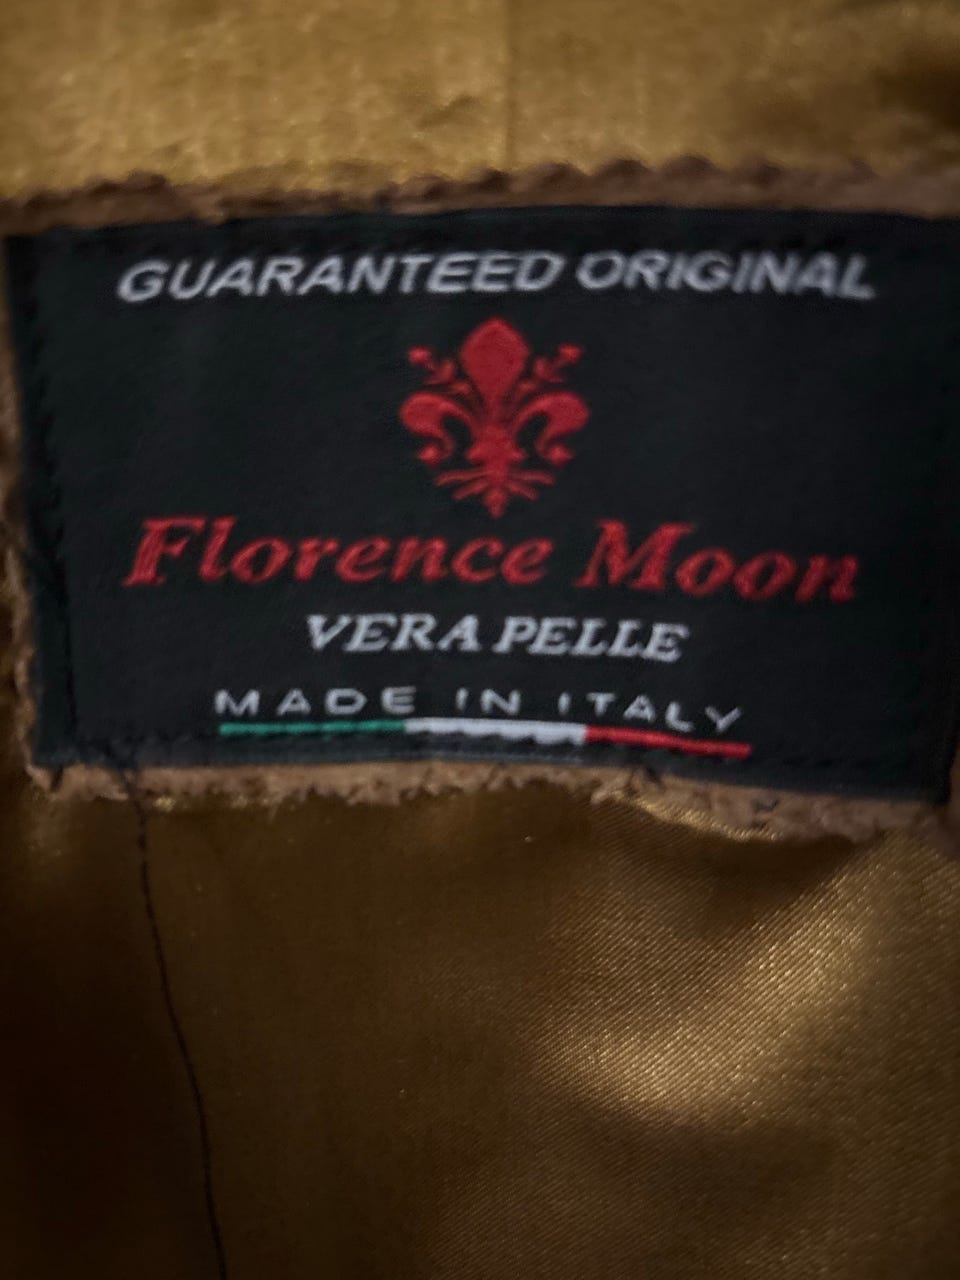 GUARANTEED ORIGINAL
Florence Moon
VERA PELLE
MADE IN ITALY